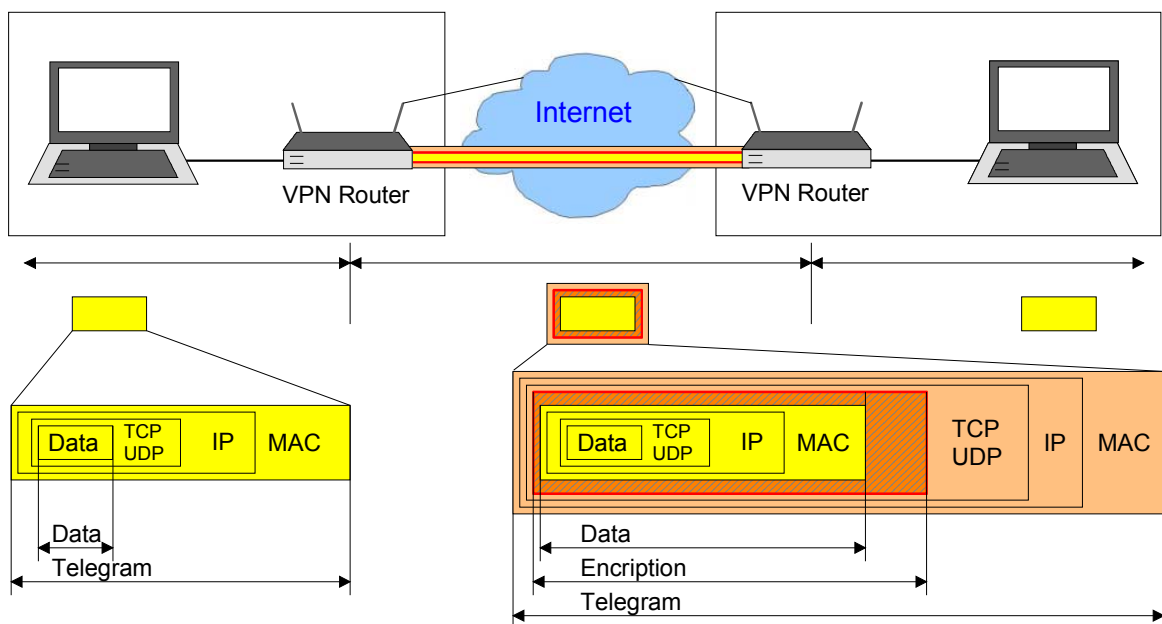 Internet
VPN Router
VPN Router
Data
TCP
UDP
IP
MAC
Data
Telegram
Data
TCP
UDP
IP
MAC
TCP
UDP
IP
MAC
Data
Encription
Telegram